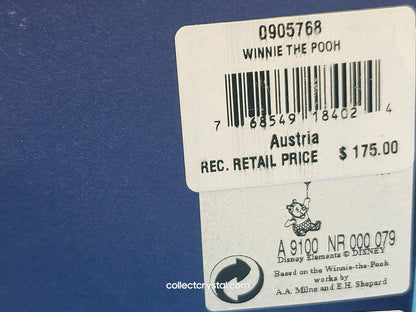 0905768
WINNIE THE POOH
7 68549 18402 4
Austria
REC. RETAIL PRICE $ 175.00
A 9100 NR 000 079
Disney Elements © DISNEY
Based on the Winnie-the-Pooh
works by
A.A. Milne and E.H. Shepard
collectcrystal.com